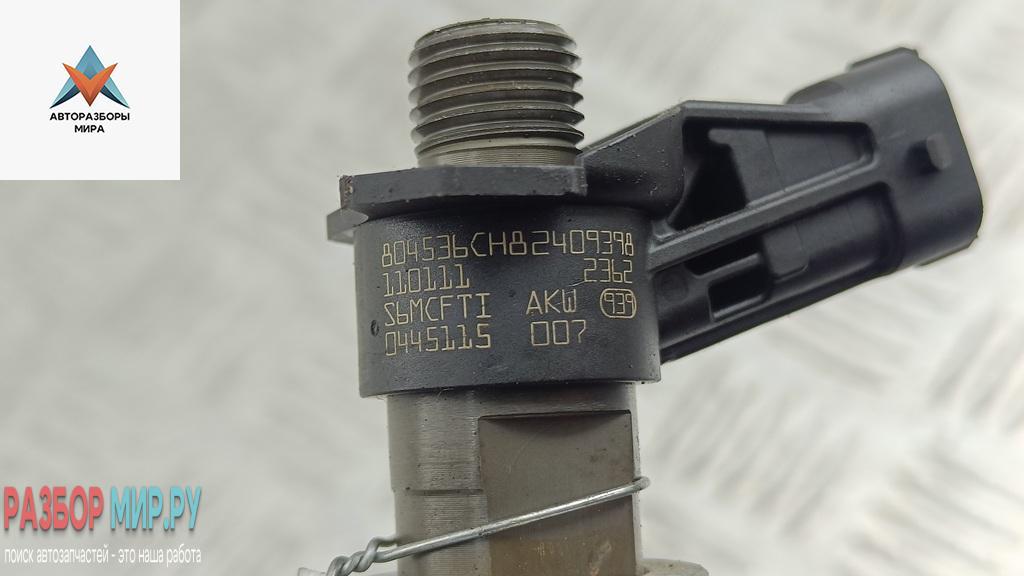 АВТОРАЗБОРЫ
МИРА
804536CH82409398
110111 2362
S6MCFTI AKW 939
0445115 007
РАЗБОР МИР.РУ
поиск автозапчастей - это наша работа